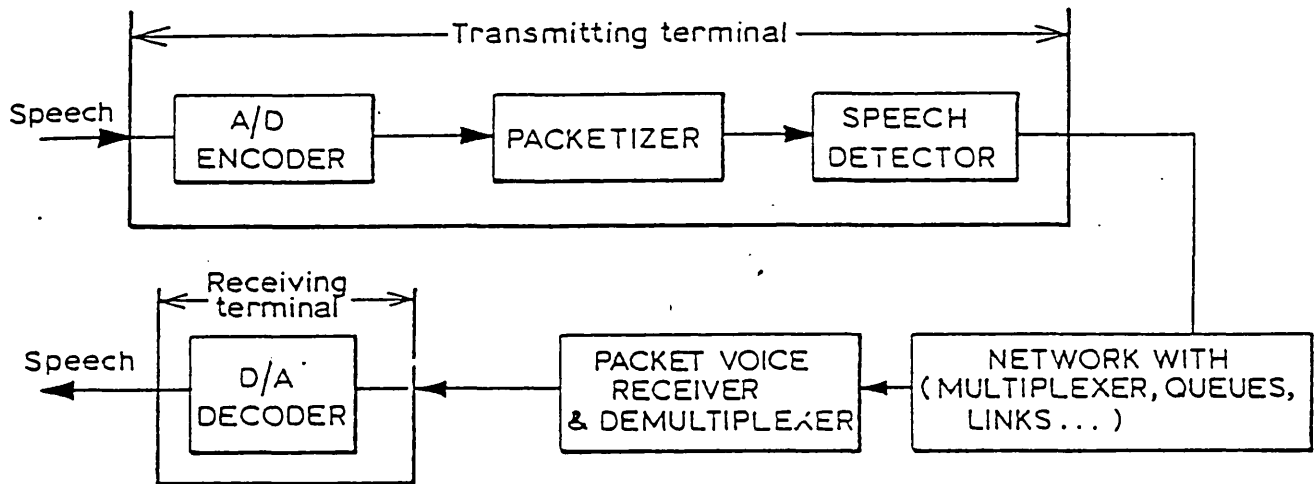 Transmitting terminal
Speech
A/D
ENCODER
PACKETIZER
SPEECH
DETECTOR
Receiving
terminal
Speech
D/A
DECODER
PACKET VOICE
RECEIVER
& DEMULTIPLEXER
NETWORK WITH
(MULTIPLEXER, QUEUES,
LINKS ... )